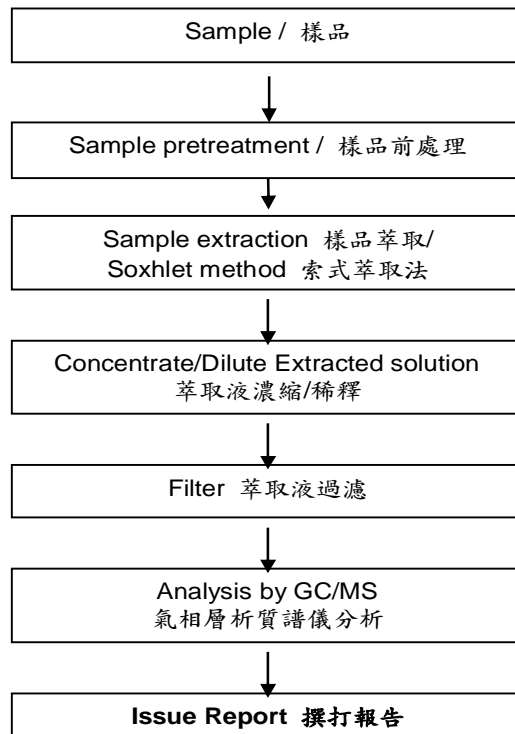 Sample / 樣品
Sample pretreatment / 樣品前處理
Sample extraction 樣品萃取/
Soxhlet method 索式萃取法
Concentrate/Dilute Extracted solution
萃取液濃縮/稀釋
Filter 萃取液過濾
Analysis by GC/MS
氣相層析質譜儀分析
Issue Report 撰打報告